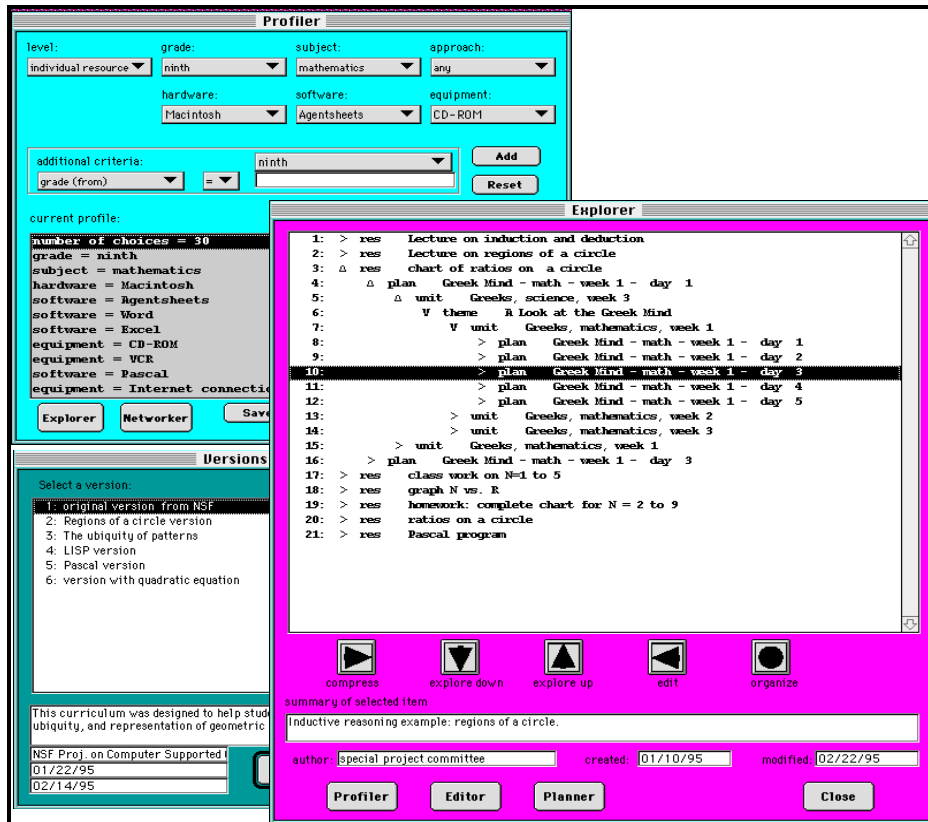 Profiler
level: grade: subject: approach:
individual resource ninth mathematics any
hardware: software: equipment:
Macintosh Agentsheets CD-ROM
additional criteria: ninth Add
grade (from) = Reset
current profile:
number of choices = 30
grade = ninth
subject = mathematics
hardware = Macintosh
software = Agentsheets
software = Word
software = Excel
equipment = CD-ROM
equipment = VCR
software = Pascal
equipment = Internet connectio
Explorer Networker Save
Versions
Select a version:
1: original version from NSF
2: Regions of a circle version
3: The ubiquity of patterns
4: LISP version
5: Pascal version
6: version with quadratic equation
This curriculum was designed to help stude
ubiquity, and representation of geometric
NSF Proj. on Computer Supported
01/22/95
02/14/95
Explorer
1: > res Lecture on induction and deduction
2: > res Lecture on regions of a circle
3: Δ res chart of ratios on a circle
4: Δ plan Greek Mind - math - week 1 - day 1
5: Δ unit Greeks, science, week 3
6: V theme A Look at the Greek Mind
7: V unit Greeks, mathematics, week 1
8: > plan Greek Mind - math - week 1 - day 1
9: > plan Greek Mind - math - week 1 - day 2
10: > plan Greek Mind - math - week 1 - day 3
11: > plan Greek Mind - math - week 1 - day 4
12: > plan Greek Mind - math - week 1 - day 5
13: > unit Greeks, mathematics, week 2
14: > unit Greeks, mathematics, week 3
15: > unit Greeks, mathematics, week 1
16: > plan Greek Mind - math - week 1 - day 3
17: > res class work on N=1 to 5
18: > res graph N vs. R
19: > res homework: complete chart for N = 2 to 9
20: > res ratios on a circle
21: > res Pascal program
compress explore down explore up edit organize
summary of selected item
Inductive reasoning example: regions of a circle.
author: special project committee created: 01/10/95 modified: 02/22/95
Profiler Editor Planner Close